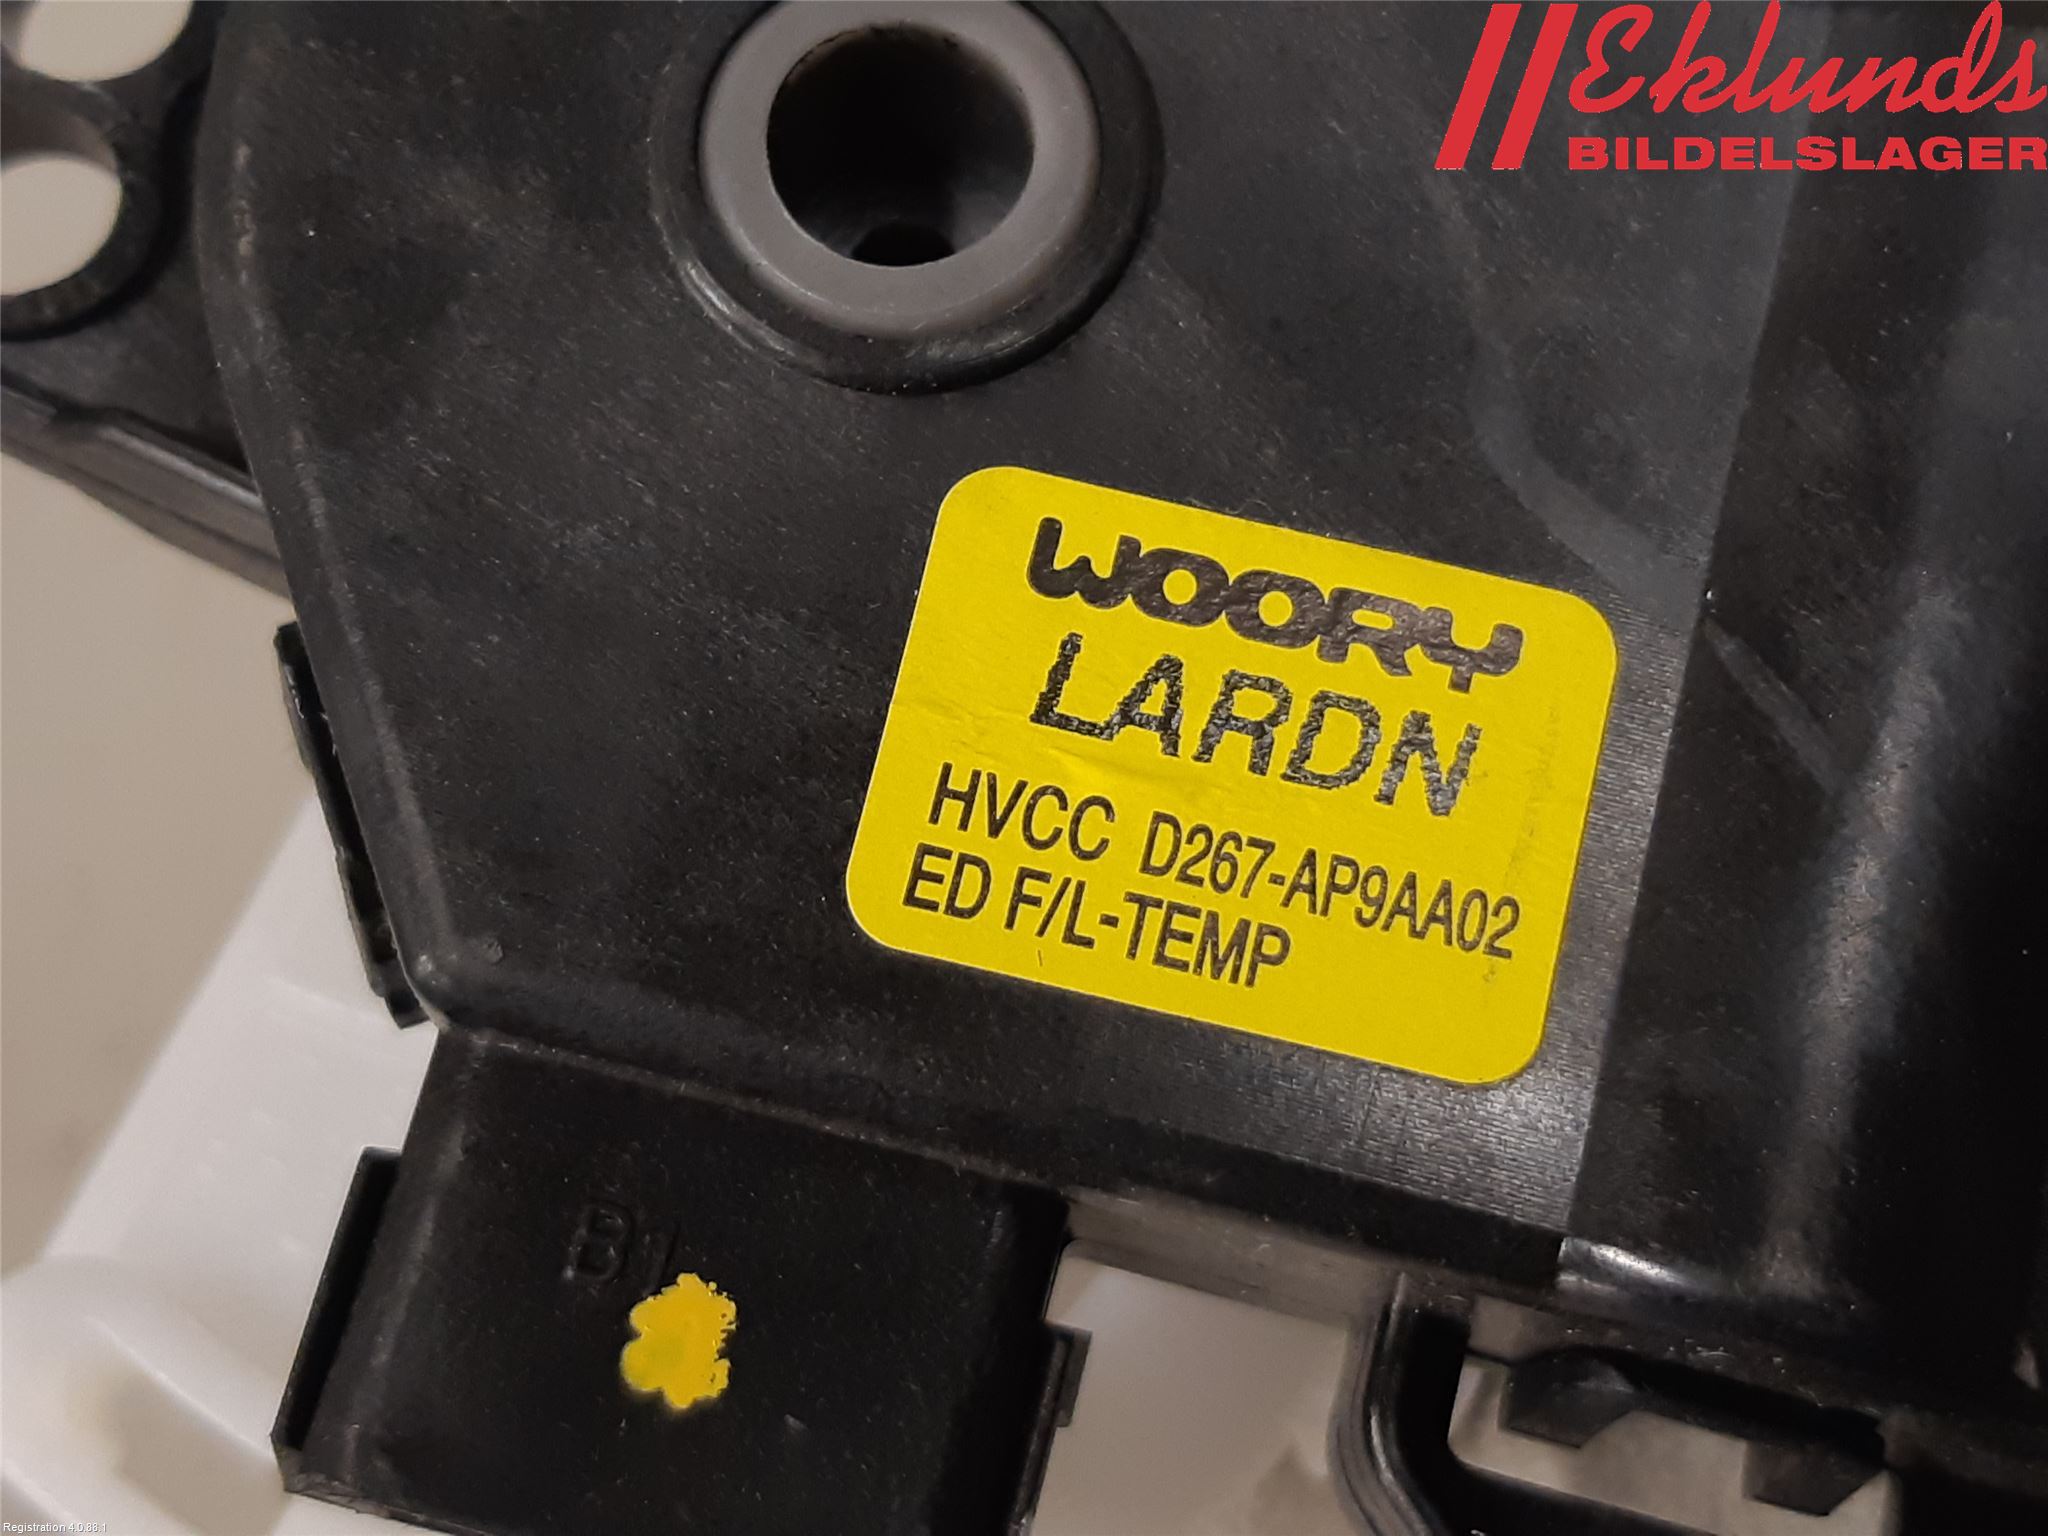 Eklunds
BILDELSLAGER
WOORY
LARDN
HVCC D267-AP9AA02
ED F/L-TEMP
B1
Registration 4.0.88.1